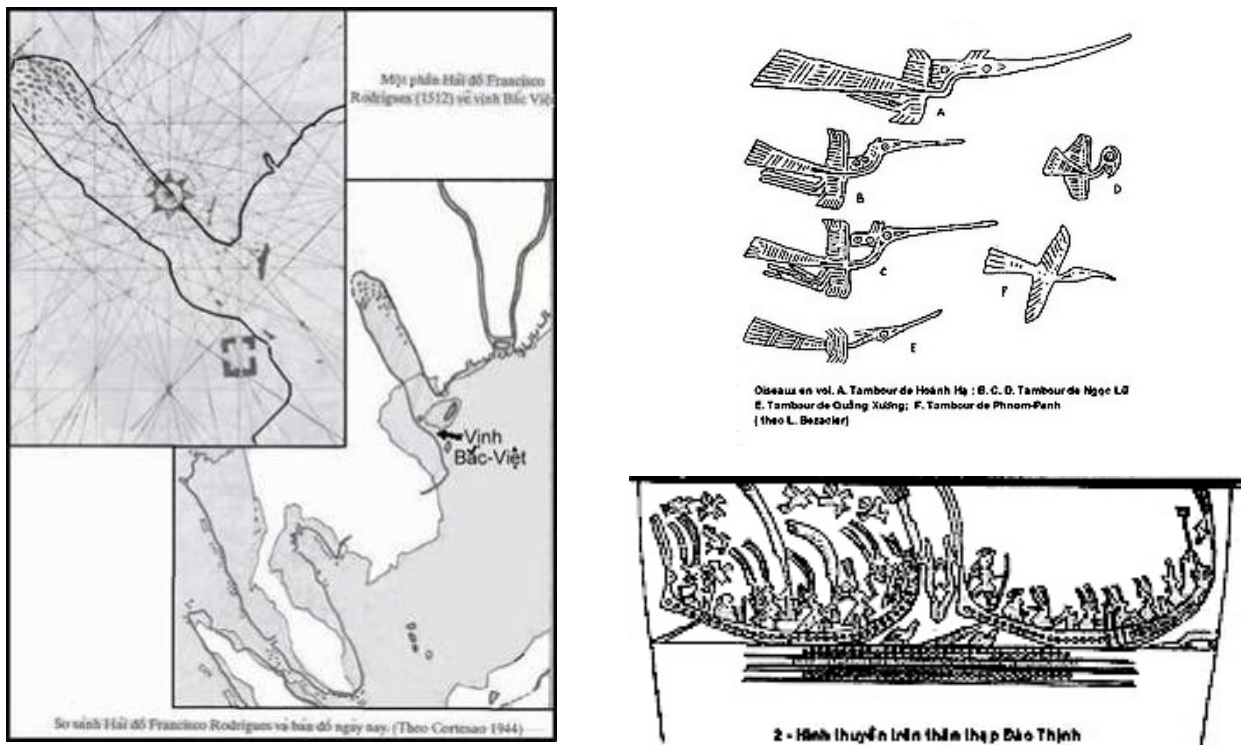 Một phần Hải đồ Francisco
Rodrigues (1512) về vịnh Bắc Việt
Vịnh
Bắc-Việt
So sánh Hải đồ Francisco Rodrigues và bản đồ ngày nay. (Theo Cortesao 1944)
A
B
D
C
F
E
Oiseaux en vol. A. Tambour de Hoành Hạ ; B. C. D. Tambour de Ngọc Lũ
E. Tambour de Quảng Xương; F. Tambour de Phnom-Penh
( theo L. Bezacier)
2 - Hình thuyền trên thân thạp Đào Thịnh